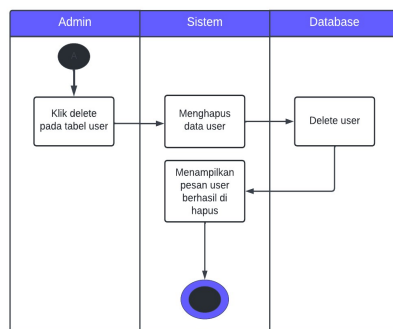 Admin
Sistem
Database
Klik delete
pada tabel user
Menghapus
data user
Delete user
Menampilkan
pesan user
berhasil di
hapus